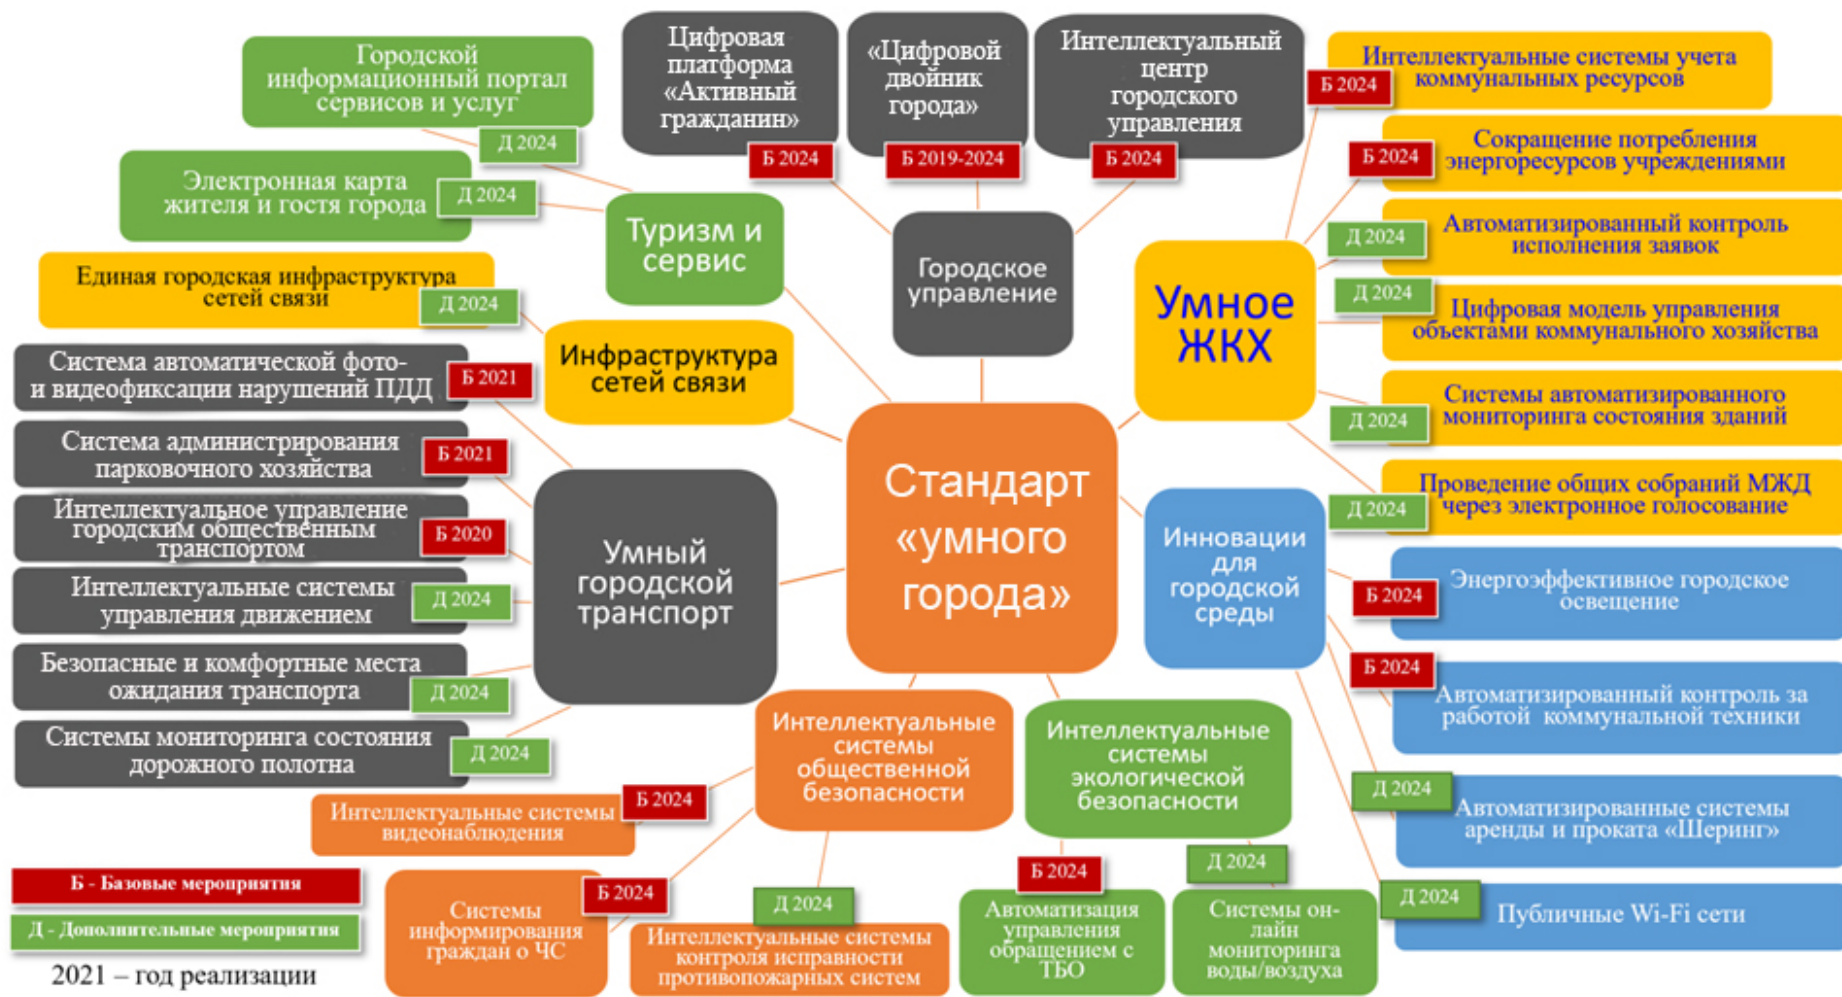 Городской
информационный портал
сервисов и услуг
Д 2024
Электронная карта
жителя и гостя города
Д 2024
Туризм и
сервис
Цифровая
платформа
«Активный
гражданин»
Б 2024
«Цифровой
двойник
города»
Б 2019-2024
Интеллектуальный
центр
городского
управления
Б 2024
Городское
управление
Интеллектуальные системы учета
коммунальных ресурсов
Б 2024
Сокращение потребления
энергоресурсов учреждениями
Б 2024
Автоматизированный контроль
исполнения заявок
Д 2024
Цифровая модель управления
объектами коммунального хозяйства
Д 2024
Системы автоматизированного
мониторинга состояния зданий
Д 2024
Проведение общих собраний МЖД
через электронное голосование
Д 2024
Умное
ЖКХ
Единая городская инфраструктура
сетей связи
Д 2024
Инфраструктура
сетей связи
Система автоматической фото-
и видеофиксации нарушений ПДД
Б 2021
Система администрирования
парковочного хозяйства
Б 2021
Интеллектуальное управление
городским общественным
транспортом
Б 2020
Интеллектуальные системы
управления движением
Д 2024
Безопасные и комфортные места
ожидания транспорта
Д 2024
Системы мониторинга состояния
дорожного полотна
Д 2024
Умный
городской
транспорт
Стандарт
«умного
города»
Инновации
для
городской
среды
Энергоэффективное городское
освещение
Б 2024
Автоматизированный контроль за
работой коммунальной техники
Б 2024
Автоматизированные системы
аренды и проката «Шеринг»
Д 2024
Публичные Wi-Fi сети
Д 2024
Интеллектуальные
системы
общественной
безопасности
Интеллектуальные системы
видеонаблюдения
Б 2024
Системы
информирования
граждан о ЧС
Б 2024
Д 2024
Интеллектуальные системы
контроля исправности
противопожарных систем
Интеллектуальные
системы
экологической
безопасности
Б 2024
Автоматизация
управления
обращением с
ТБО
Д 2024
Системы он-
лайн
мониторинга
воды/воздуха
Б - Базовые мероприятия
Д - Дополнительные мероприятия
2021 – год реализации